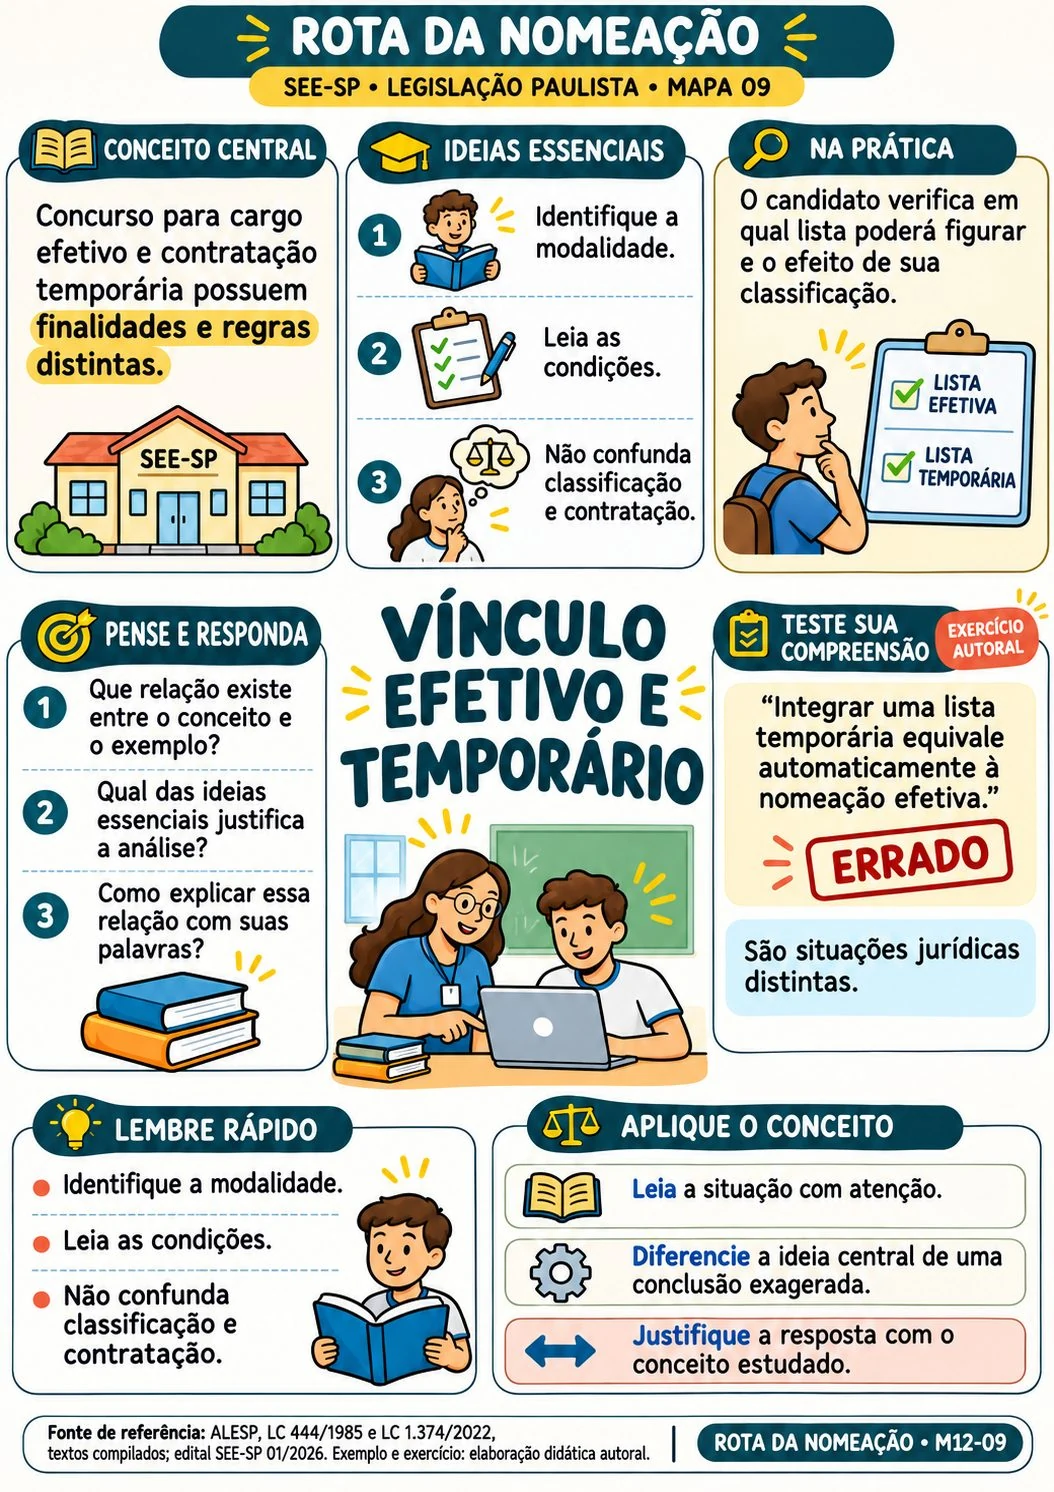 ROTA DA NOMEAÇÃO
SEE-SP • LEGISLAÇÃO PAULISTA • MAPA 09
CONCEITO CENTRAL
Concurso para cargo
efetivo e contratação
temporária possuem
finalidades e regras
distintas.
SEE-SP
IDEIAS ESSENCIAIS
1
Identifique a
modalidade.
2
Leia as
condições.
3
Não confunda
classificação
e contratação.
NA PRÁTICA
O candidato verifica em
qual lista poderá figurar
e o efeito de sua
classificação.
LISTA
EFETIVA
LISTA
TEMPORÁRIA
PENSE E RESPONDA
1
Que relação existe
entre o conceito e
o exemplo?
2
Qual das ideias
essenciais justifica
a análise?
3
Como explicar essa
relação com suas
palavras?
VÍNCULO
EFETIVO E
TEMPORÁRIO
TESTE SUA
COMPREENSÃO
EXERCÍCIO
AUTORAL
“Integrar uma lista
temporária equivale
automaticamente à
nomeação efetiva.”
ERRADO
São situações jurídicas
distintas.
LEMBRE RÁPIDO
Identifique a modalidade.
Leia as condições.
Não confunda
classificação e
contratação.
APLIQUE O CONCEITO
Leia a situação com atenção.
Diferencie a ideia central de uma
conclusão exagerada.
Justifique a resposta com o
conceito estudado.
Fonte de referência: ALESP, LC 444/1985 e LC 1.374/2022,
textos compilados; edital SEE-SP 01/2026. Exemplo e exercício: elaboração didática autoral.
ROTA DA NOMEAÇÃO • M12-09